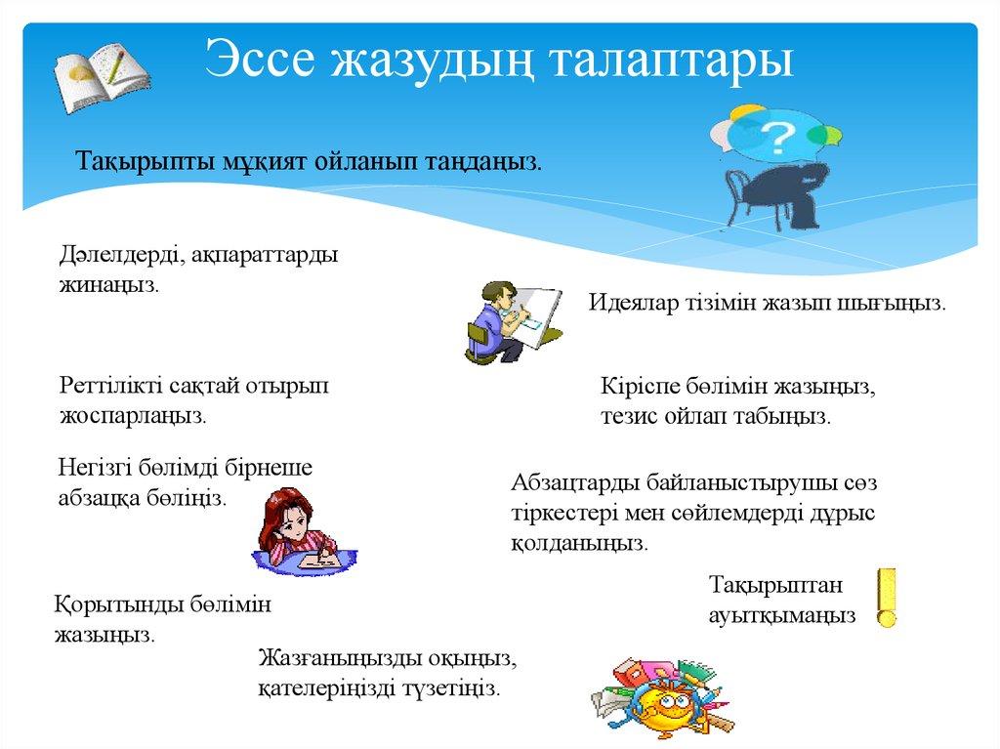 Эссе жазудың талаптары
Тақырыпты мұқият ойланып таңдаңыз.
Дәлелдерді, ақпараттарды
жинаңыз.
Идеялар тізімін жазып шығыңыз.
Реттілікті сақтай отырып
жоспарлаңыз.
Кіріспе бөлімін жазыңыз,
тезис ойлап табыңыз.
Негізгі бөлімді бірнеше
абзацқа бөліңіз.
Абзацтарды байланыстырушы сөз
тіркестері мен сөйлемдерді дұрыс
қолданыңыз.
Тақырыптан
ауытқымаңыз
Қорытынды бөлімін
жазыңыз.
Жазғаныңызды оқыңыз,
қателеріңізді түзетіңіз.